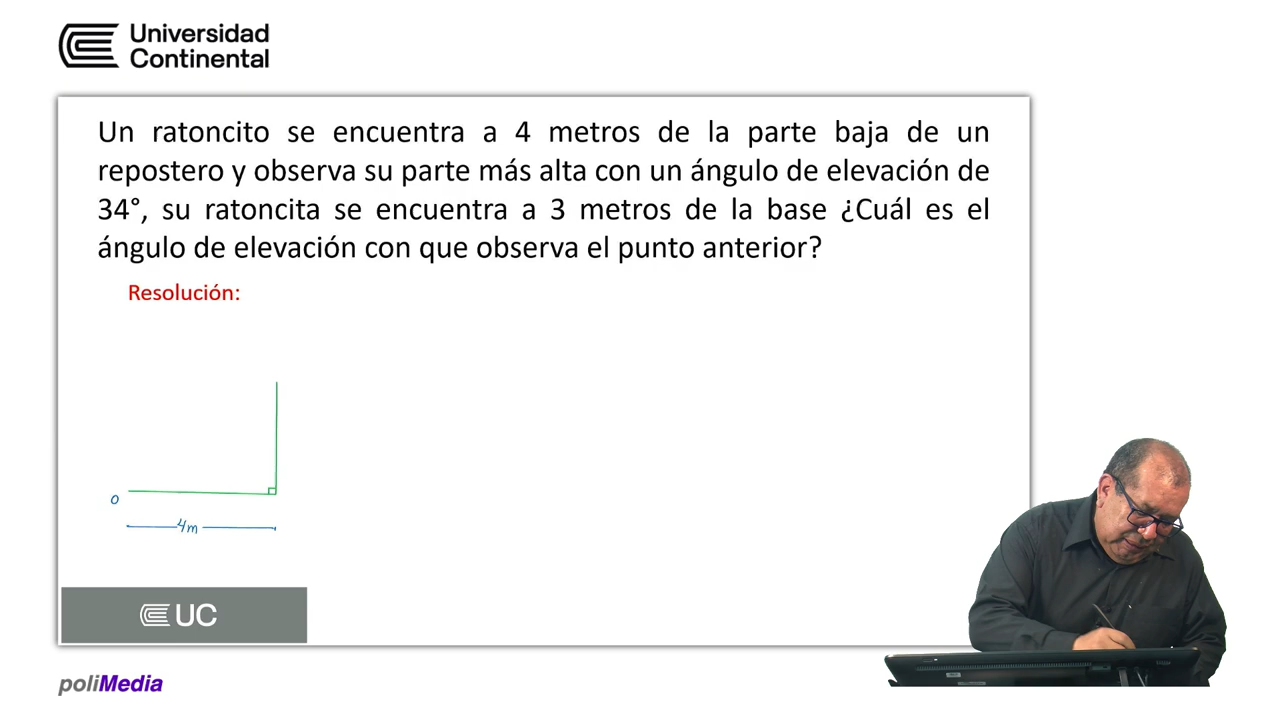 Universidad
Continental
Un ratoncito se encuentra a 4 metros de la parte baja de un
repostero y observa su parte más alta con un ángulo de elevación de
34°, su ratoncita se encuentra a 3 metros de la base ¿Cuál es el
ángulo de elevación con que observa el punto anterior?
Resolución:
O
4m
UC
poliMedia